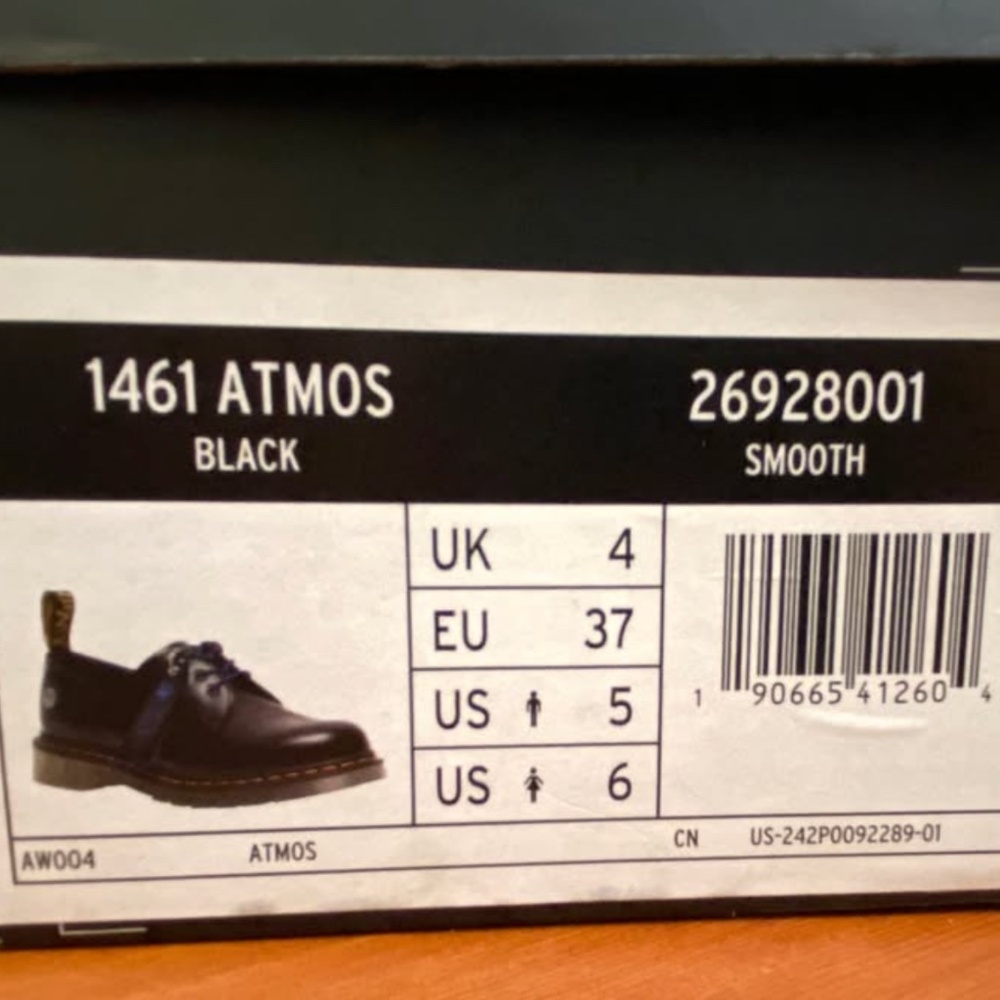 1461 ATMOS
BLACK
26928001
SMOOTH
UK 4
EU 37
US 5
US 6
1 90665 41260 4
AW004 ATMOS CN US-242P0092289-01